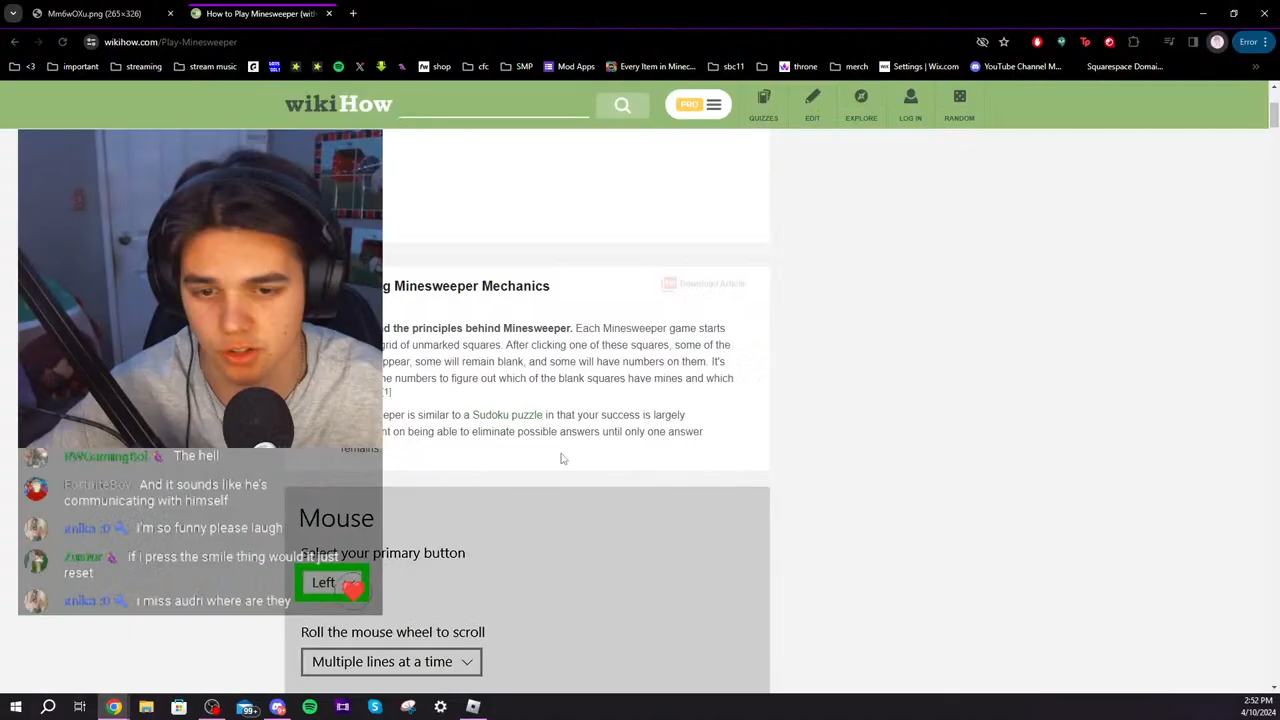 Mm6wOXu.png (265×326)
How to Play Minesweeper (with
wikihow.com/Play-Minesweeper
Error
<3
important
streaming
stream music
shop
cfc
SMP
Mod Apps
Every Item in Minec...
sbc11
throne
merch
Settings | Wix.com
YouTube Channel M...
Squarespace Domai...
wikiHow
PRO
QUIZZES
EDIT
EXPLORE
LOG IN
RANDOM
g Minesweeper Mechanics
Download Article
d the principles behind Minesweeper. Each Minesweeper game starts
grid of unmarked squares. After clicking one of these squares, some of the
ppear, some will remain blank, and some will have numbers on them. It's
he numbers to figure out which of the blank squares have mines and which
[1]
eper is similar to a Sudoku puzzle in that your success is largely
nt on being able to eliminate possible answers until only one answer
remains.
The hell
And it sounds like he's
communicating with himself
i'm so funny please laugh
if i press the smile thing would it just
reset
i miss audri where are they
Mouse
Select your primary button
Left
Roll the mouse wheel to scroll
Multiple lines at a time
99+
2:52 PM
4/10/2024